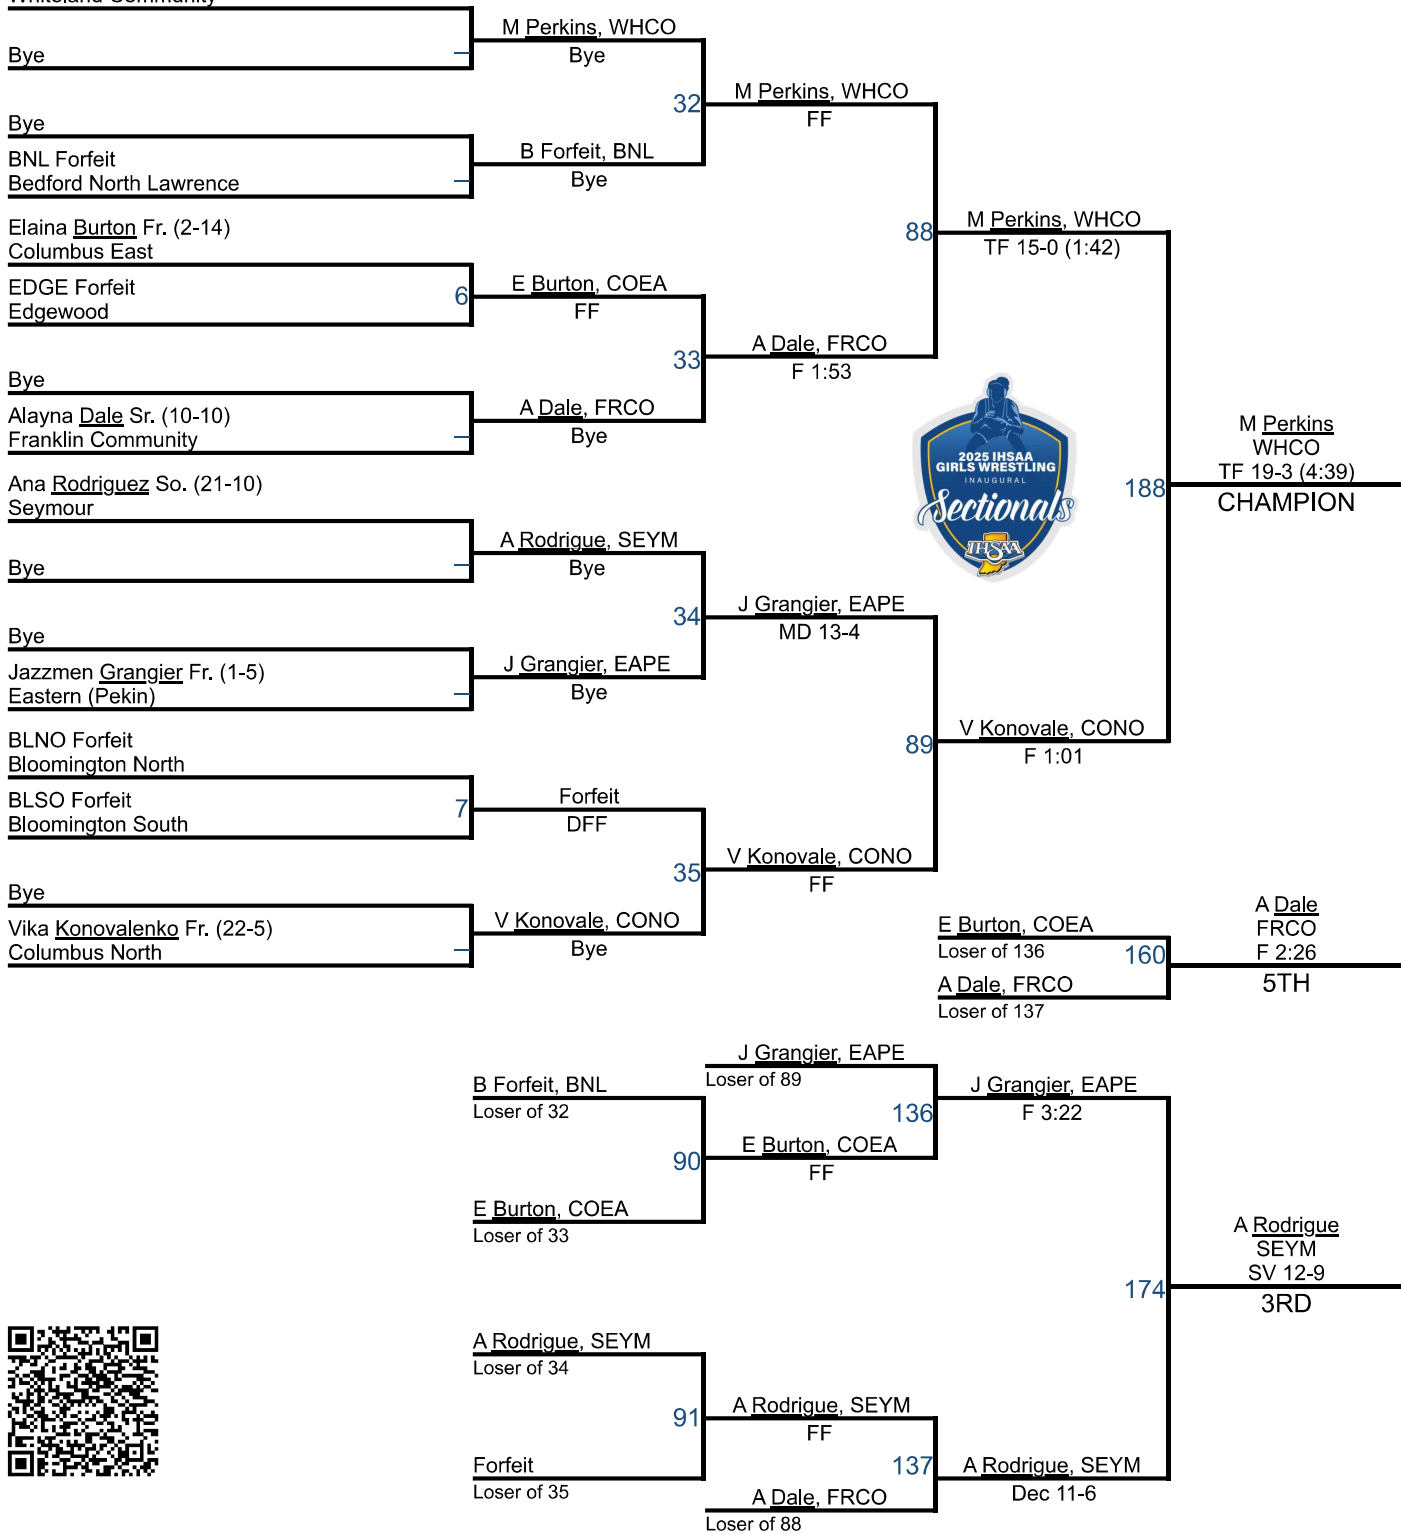 Whiteland Community
Bye
M Perkins, WHCO
Bye
32
M Perkins, WHCO
FF
Bye
BNL Forfeit
Bedford North Lawrence
B Forfeit, BNL
Bye
Elaina Burton Fr. (2-14)
Columbus East
88
M Perkins, WHCO
TF 15-0 (1:42)
EDGE Forfeit
Edgewood
6
E Burton, COEA
FF
33
A Dale, FRCO
F 1:53
Bye
Alayna Dale Sr. (10-10)
Franklin Community
A Dale, FRCO
Bye
2025 IHSAA
GIRLS WRESTLING
INAUGURAL
Sectionals
IHSAA
188
M Perkins
WHCO
TF 19-3 (4:39)
CHAMPION
Ana Rodriguez So. (21-10)
Seymour
Bye
A Rodrigue, SEYM
Bye
34
J Grangier, EAPE
MD 13-4
Bye
Jazzmen Grangier Fr. (1-5)
Eastern (Pekin)
J Grangier, EAPE
Bye
BLNO Forfeit
Bloomington North
89
V Konovale, CONO
F 1:01
BLSO Forfeit
Bloomington South
7
Forfeit
DFF
35
V Konovale, CONO
FF
Bye
Vika Konovalenko Fr. (22-5)
Columbus North
V Konovale, CONO
Bye
E Burton, COEA
Loser of 136
160
A Dale, FRCO
Loser of 137
A Dale
FRCO
F 2:26
5TH
J Grangier, EAPE
Loser of 89
B Forfeit, BNL
Loser of 32
136
J Grangier, EAPE
F 3:22
90
E Burton, COEA
FF
E Burton, COEA
Loser of 33
174
A Rodrigue
SEYM
SV 12-9
3RD
A Rodrigue, SEYM
Loser of 34
91
A Rodrigue, SEYM
FF
137
A Rodrigue, SEYM
Dec 11-6
Forfeit
Loser of 35
A Dale, FRCO
Loser of 88